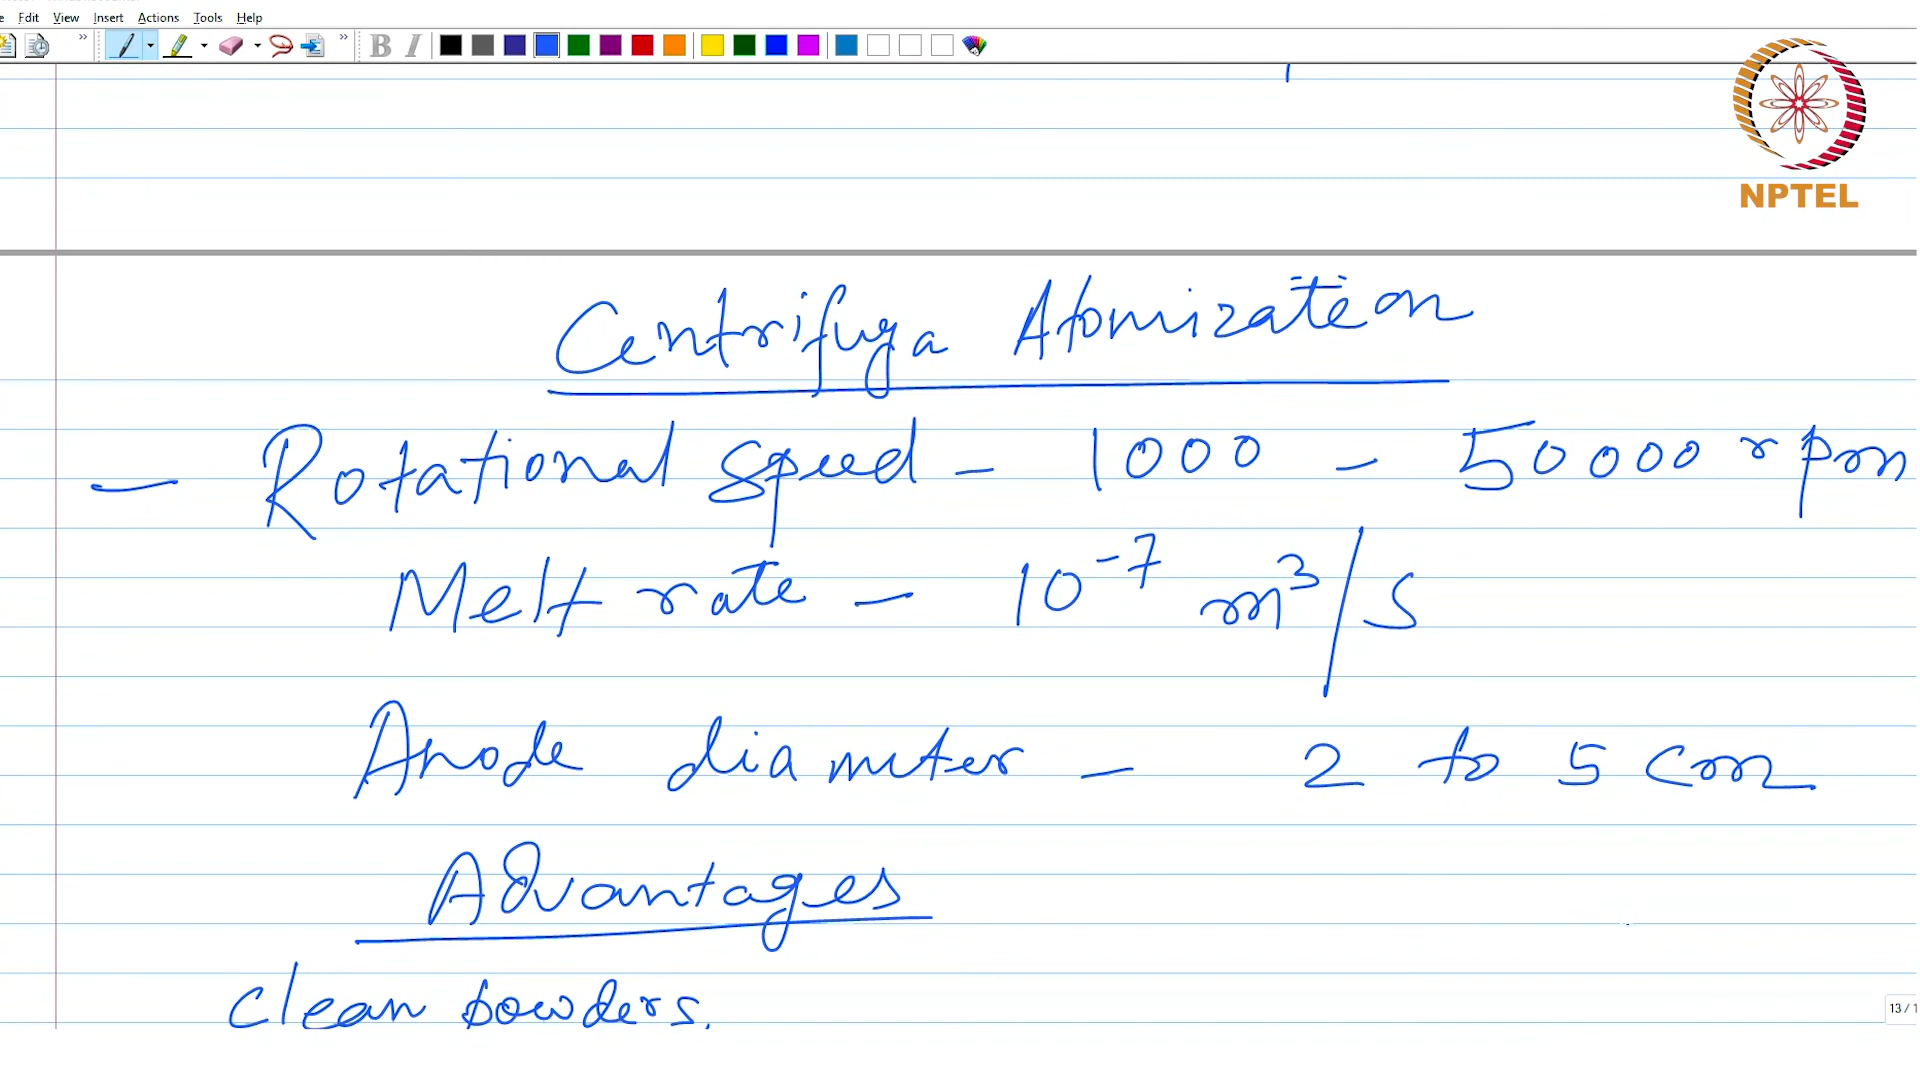 Edit View Insert Actions Tools Help
B I
NPTEL
Centrifuga Atomization
— Rotational speed – 1000 – 50000 rpm
Melt rate – 10⁻⁷ m³/s
Anode diameter – 2 to 5 cm
Advantages
Clean powders.
13 / 1